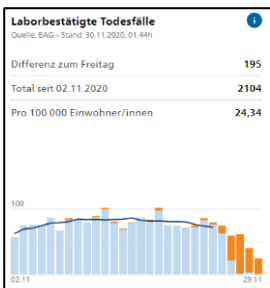 Laborbestätigte Todesfälle
Quelle: BAG – Stand: 30.11.2020, 01.44h
Differenz zum Freitag 195
Total seit 02.11.2020 2104
Pro 100 000 Einwohner/innen 24,34
100
02.11 29.11